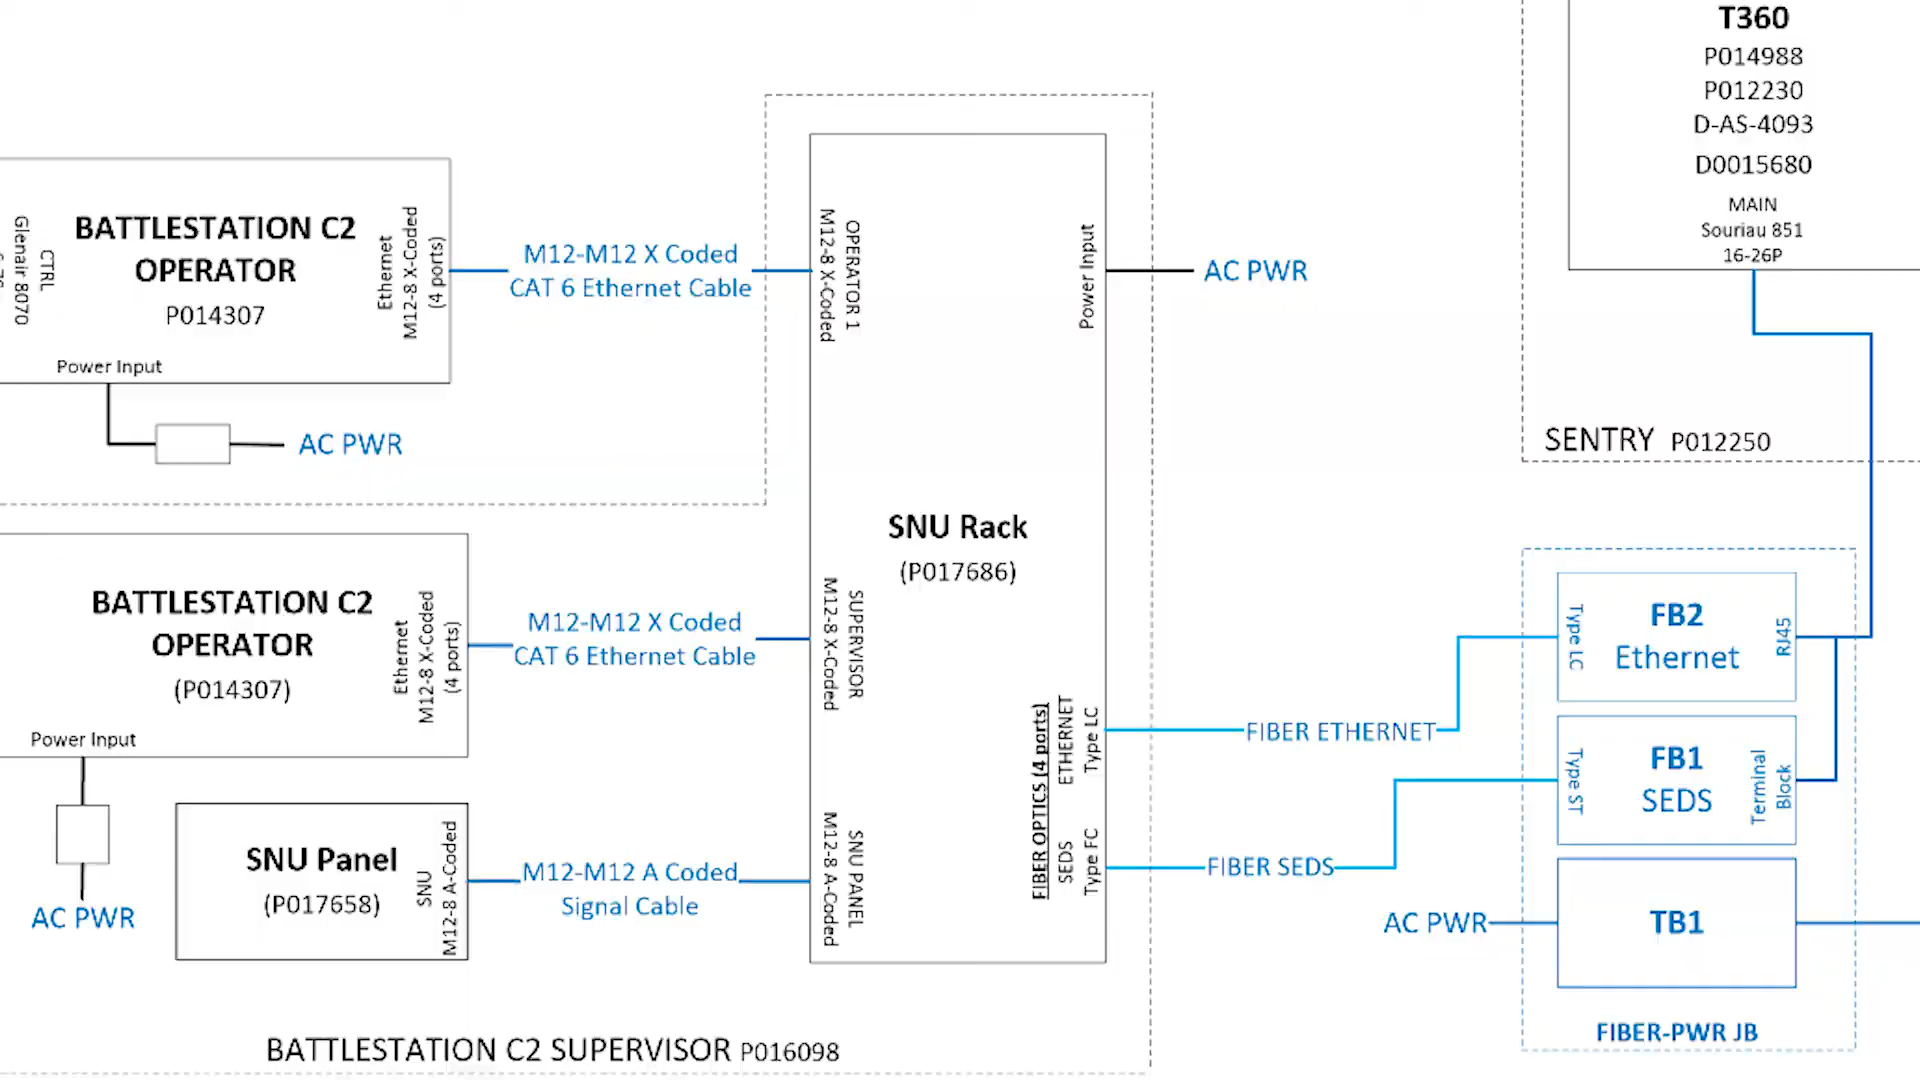 T360
P014988
P012230
D-AS-4093
D0015680
MAIN
Souriau 851
16-26P
SENTRY P012250
CTRL
Glenair 8070
BATTLESTATION C2
OPERATOR
P014307
Ethernet
M12-8 X-Coded
(4 ports)
Power Input
AC PWR
M12-M12 X Coded
CAT 6 Ethernet Cable
OPERATOR 1
M12-8 X-Coded
Power Input
AC PWR
SNU Rack
(P017686)
BATTLESTATION C2
OPERATOR
(P014307)
Ethernet
M12-8 X-Coded
(4 ports)
Power Input
AC PWR
M12-M12 X Coded
CAT 6 Ethernet Cable
SUPERVISOR
M12-8 X-Coded
SNU Panel
(P017658)
SNU
M12-8 A-Coded
M12-M12 A Coded
Signal Cable
SNU PANEL
M12-8 A-Coded
FIBER OPTICS (4 ports)
ETHERNET
Type LC
SEDS
Type FC
FIBER ETHERNET
FIBER SEDS
Type LC
FB2
Ethernet
RJ45
Type ST
FB1
SEDS
Terminal
Block
AC PWR
TB1
FIBER-PWR JB
BATTLESTATION C2 SUPERVISOR P016098